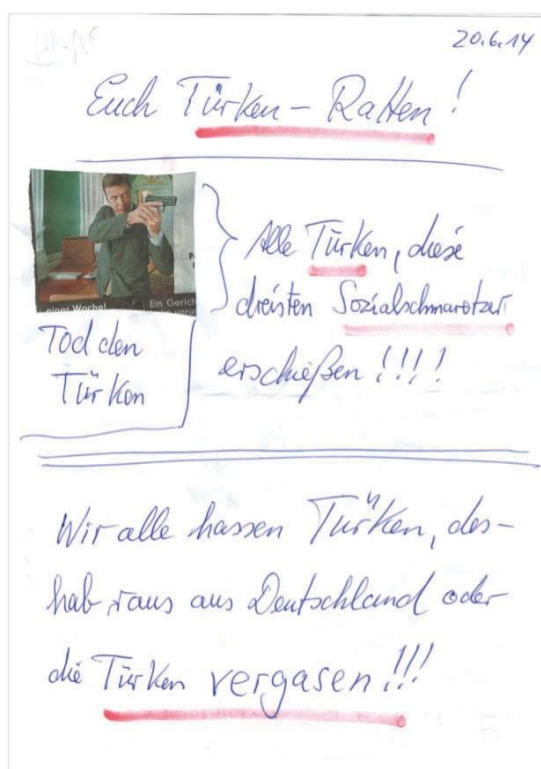 20.6.14
Euch Türken - Ratten!
Alle Türken, diese
dreisten Sozialschmarotzer
erschießen !!!!
einer Woche!
Ein Gerich
Tod den
Türken
Wir alle hassen Türken, des-
hab raus aus Deutschland oder
die Türken vergasen!!!